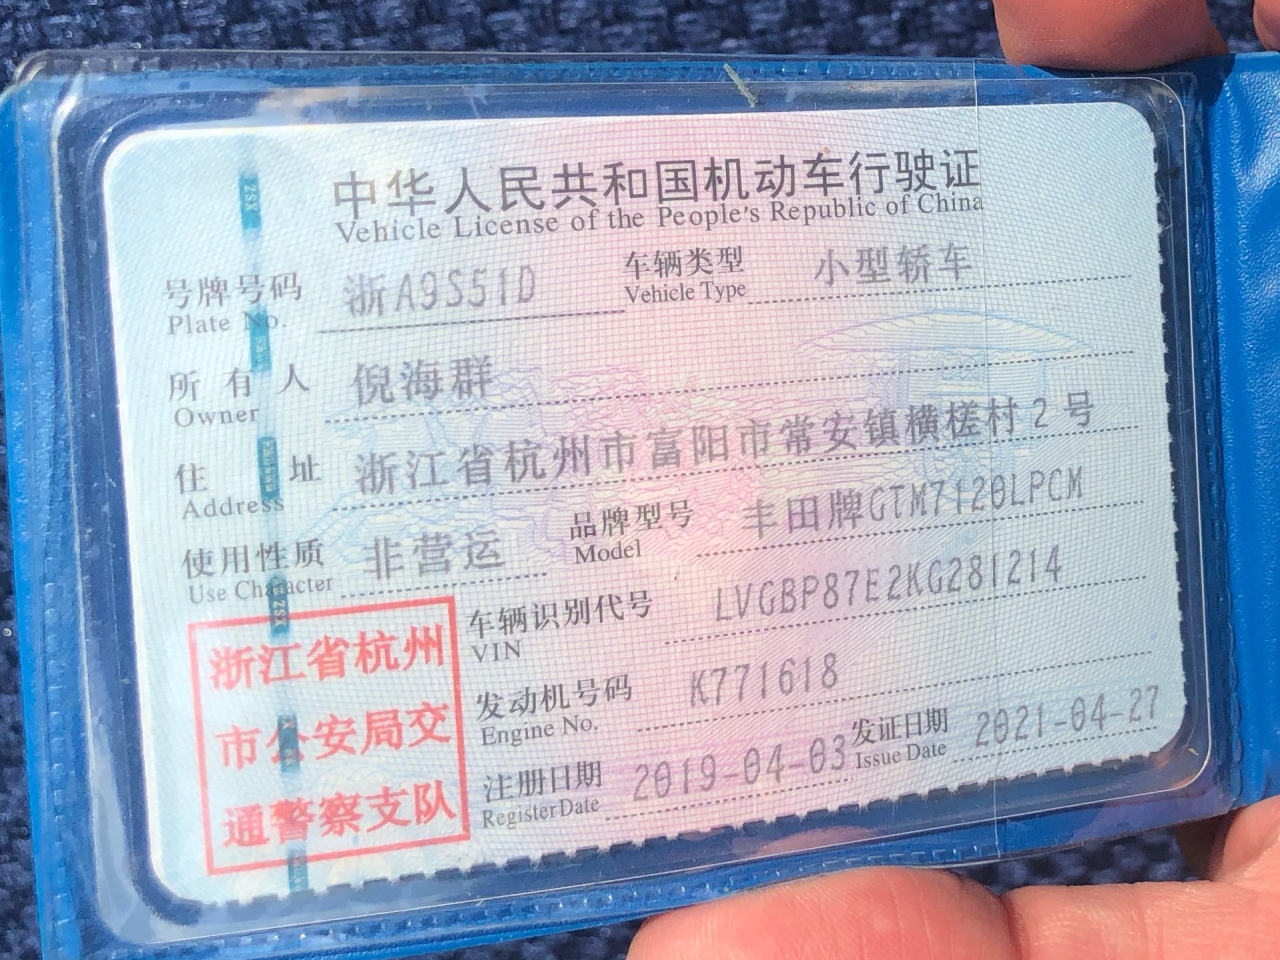 中华人民共和国机动车行驶证
Vehicle License of the People's Republic of China
号牌号码 浙A9S51D 车辆类型 小型轿车
Plate No. Vehicle Type
所有人 倪海群
Owner
住址 浙江省杭州市富阳市常安镇横槎村2号
Address
使用性质 非营运 品牌型号 丰田牌GTM7120LPCM
Use Character Model
车辆识别代号 LVGBP87E2KG281214
VIN
发动机号码 K771618
Engine No.
注册日期 2019-04-03 发证日期 2021-04-27
Register Date Issue Date
浙江省杭州
市公安局交
通警察支队